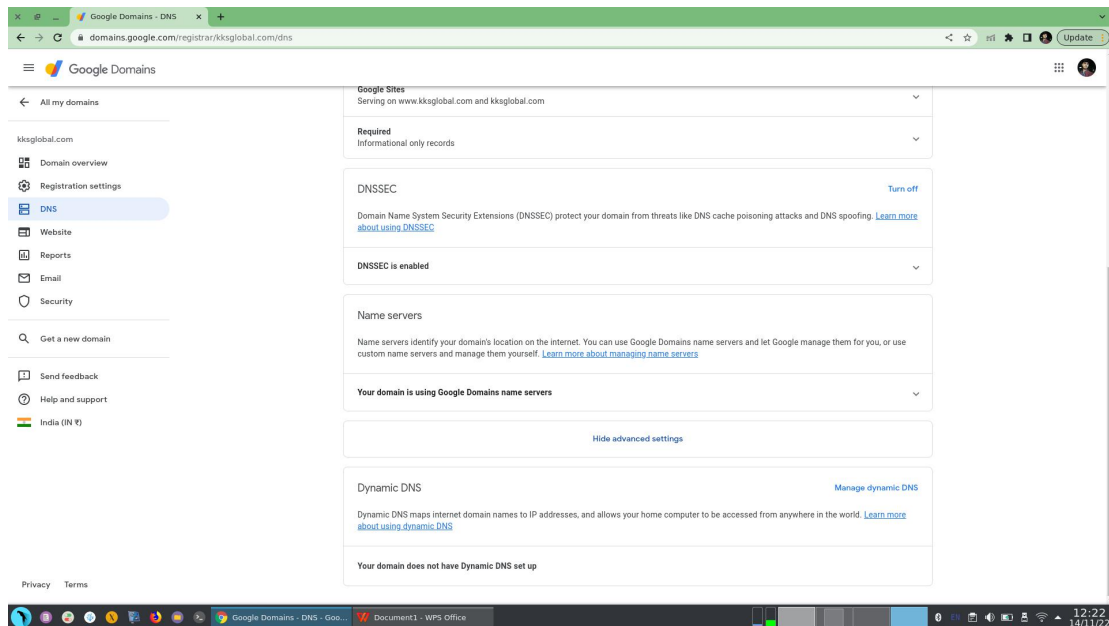 Google Domains - DNS
domains.google.com/registrar/kksglobal.com/dns
Update
Google Domains
All my domains
kksglobal.com
Domain overview
Registration settings
DNS
Website
Reports
Email
Security
Get a new domain
Send feedback
Help and support
India (IN ₹)
Privacy Terms
Google Sites
Serving on www.kksglobal.com and kksglobal.com
Required
Informational only records
DNSSEC
Turn off
Domain Name System Security Extensions (DNSSEC) protect your domain from threats like DNS cache poisoning attacks and DNS spoofing. Learn more
about using DNSSEC
DNSSEC is enabled
Name servers
Name servers identify your domain's location on the internet. You can use Google Domains name servers and let Google manage them for you, or use
custom name servers and manage them yourself. Learn more about managing name servers
Your domain is using Google Domains name servers
Hide advanced settings
Dynamic DNS
Manage dynamic DNS
Dynamic DNS maps internet domain names to IP addresses, and allows your home computer to be accessed from anywhere in the world. Learn more
about using dynamic DNS
Your domain does not have Dynamic DNS set up
Google Domains - DNS - Goo...
Document1 - WPS Office
EN
12:22
14/11/22